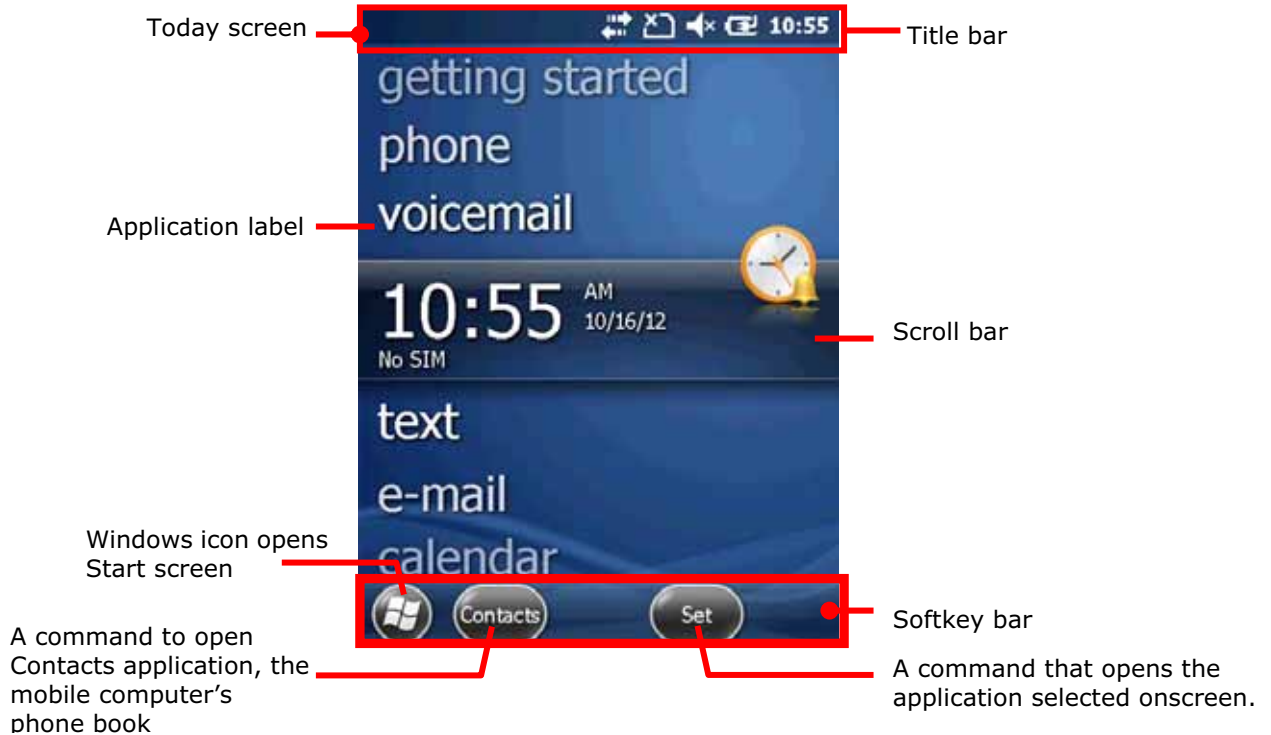 Today screen
10:55
Title bar
getting started
phone
Application label
voicemail
10:55
AM
10/16/12
No SIM
Scroll bar
text
e-mail
calendar
Windows icon opens
Start screen
Contacts
Set
Softkey bar
A command to open
Contacts application, the
mobile computer’s
phone book
A command that opens the
application selected onscreen.